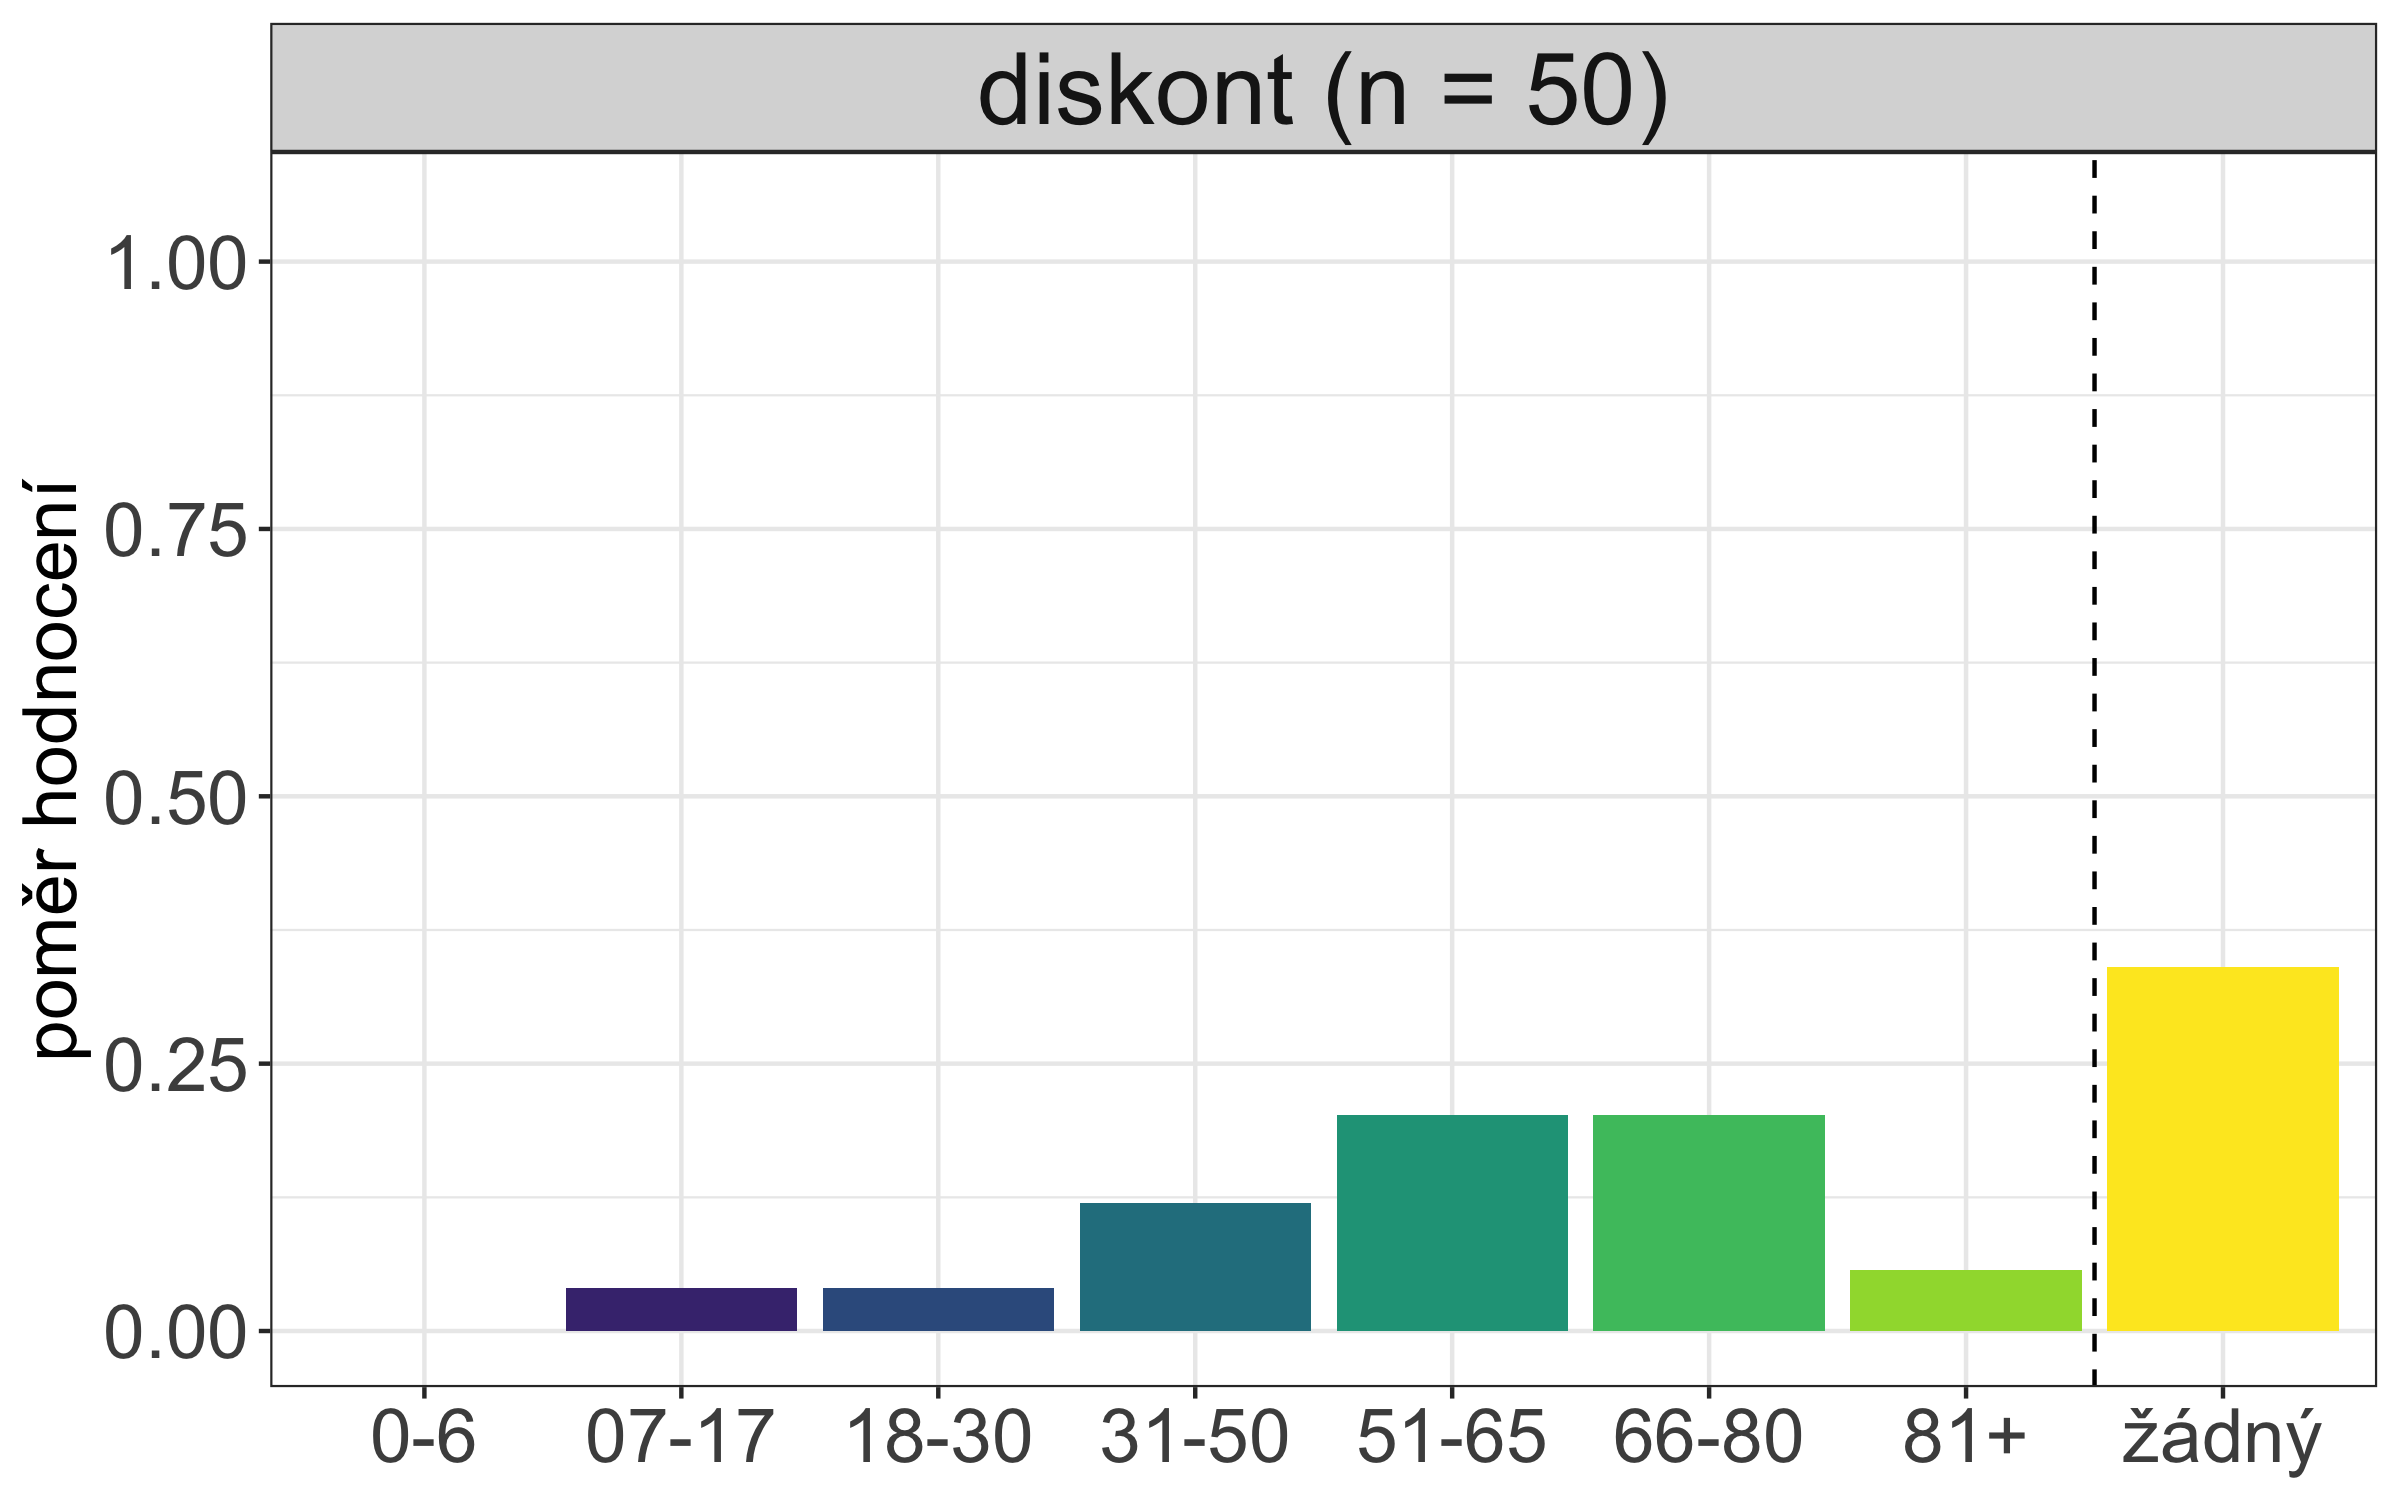 diskont (n = 50)
poměr hodnocení
1.00
0.75
0.50
0.25
0.00
0-6 07-17 18-30 31-50 51-65 66-80 81+ žádný